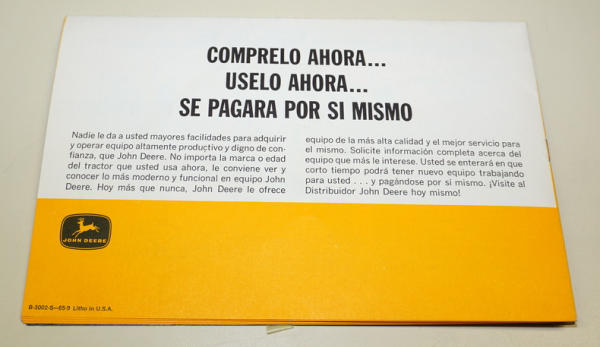 COMPRELO AHORA...
USELO AHORA...
SE PAGARA POR SI MISMO
Nadie le da a usted mayores facilidades para adquirir
y operar equipo altamente productivo y digno de con-
fianza, que John Deere. No importa la marca o edad
del tractor que usted usa ahora, le conviene ver y
conocer lo más moderno y funcional en equipo John
Deere. Hoy más que nunca, John Deere le ofrece
equipo de la más alta calidad y el mejor servicio para
el mismo. Solicite información completa acerca del
equipo que más le interese. Usted se enterará en que
corto tiempo podrá tener nuevo equipo trabajando
para usted . . . y pagándose por si mismo. ¡Visite al
Distribuidor John Deere hoy mismo!
JOHN DEERE
B-3002-S—65-9 Litho in U.S.A.